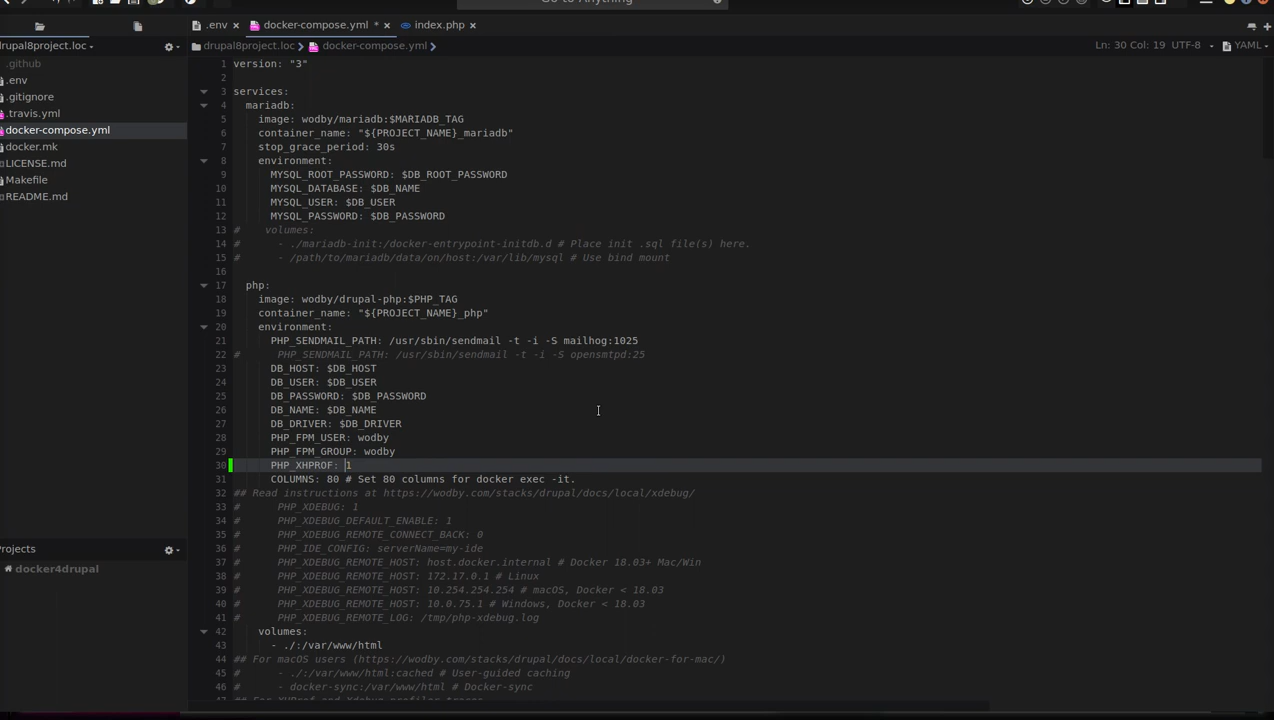 Go to Anything
.env ×
docker-compose.yml * ×
index.php ×
drupal8project.loc
drupal8project.loc
docker-compose.yml
Ln: 30 Col: 19 UTF-8
YAML
.github
.env
.gitignore
.travis.yml
docker-compose.yml
docker.mk
LICENSE.md
Makefile
README.md
Projects
docker4drupal
1 version: "3"
2
3 services:
4 mariadb:
5 image: wodby/mariadb:$MARIADB_TAG
6 container_name: "${PROJECT_NAME}_mariadb"
7 stop_grace_period: 30s
8 environment:
9 MYSQL_ROOT_PASSWORD: $DB_ROOT_PASSWORD
10 MYSQL_DATABASE: $DB_NAME
11 MYSQL_USER: $DB_USER
12 MYSQL_PASSWORD: $DB_PASSWORD
13 # volumes:
14 # - ./mariadb-init:/docker-entrypoint-initdb.d # Place init .sql file(s) here.
15 # - /path/to/mariadb/data/on/host:/var/lib/mysql # Use bind mount
16
17 php:
18 image: wodby/drupal-php:$PHP_TAG
19 container_name: "${PROJECT_NAME}_php"
20 environment:
21 PHP_SENDMAIL_PATH: /usr/sbin/sendmail -t -i -S mailhog:1025
22 # PHP_SENDMAIL_PATH: /usr/sbin/sendmail -t -i -S opensmtpd:25
23 DB_HOST: $DB_HOST
24 DB_USER: $DB_USER
25 DB_PASSWORD: $DB_PASSWORD
26 DB_NAME: $DB_NAME
27 DB_DRIVER: $DB_DRIVER
28 PHP_FPM_USER: wodby
29 PHP_FPM_GROUP: wodby
30 PHP_XHPROF: 1
31 COLUMNS: 80 # Set 80 columns for docker exec -it.
32 ## Read instructions at https://wodby.com/stacks/drupal/docs/local/xdebug/
33 # PHP_XDEBUG: 1
34 # PHP_XDEBUG_DEFAULT_ENABLE: 1
35 # PHP_XDEBUG_REMOTE_CONNECT_BACK: 0
36 # PHP_IDE_CONFIG: serverName=my-ide
37 # PHP_XDEBUG_REMOTE_HOST: host.docker.internal # Docker 18.03+ Mac/Win
38 # PHP_XDEBUG_REMOTE_HOST: 172.17.0.1 # Linux
39 # PHP_XDEBUG_REMOTE_HOST: 10.254.254.254 # macOS, Docker < 18.03
40 # PHP_XDEBUG_REMOTE_HOST: 10.0.75.1 # Windows, Docker < 18.03
41 # PHP_XDEBUG_REMOTE_LOG: /tmp/php-xdebug.log
42 volumes:
43 - ./:/var/www/html
44 ## For macOS users (https://wodby.com/stacks/drupal/docs/local/docker-for-mac/)
45 # - ./:/var/www/html:cached # User-guided caching
46 # - docker-sync:/var/www/html # Docker-sync